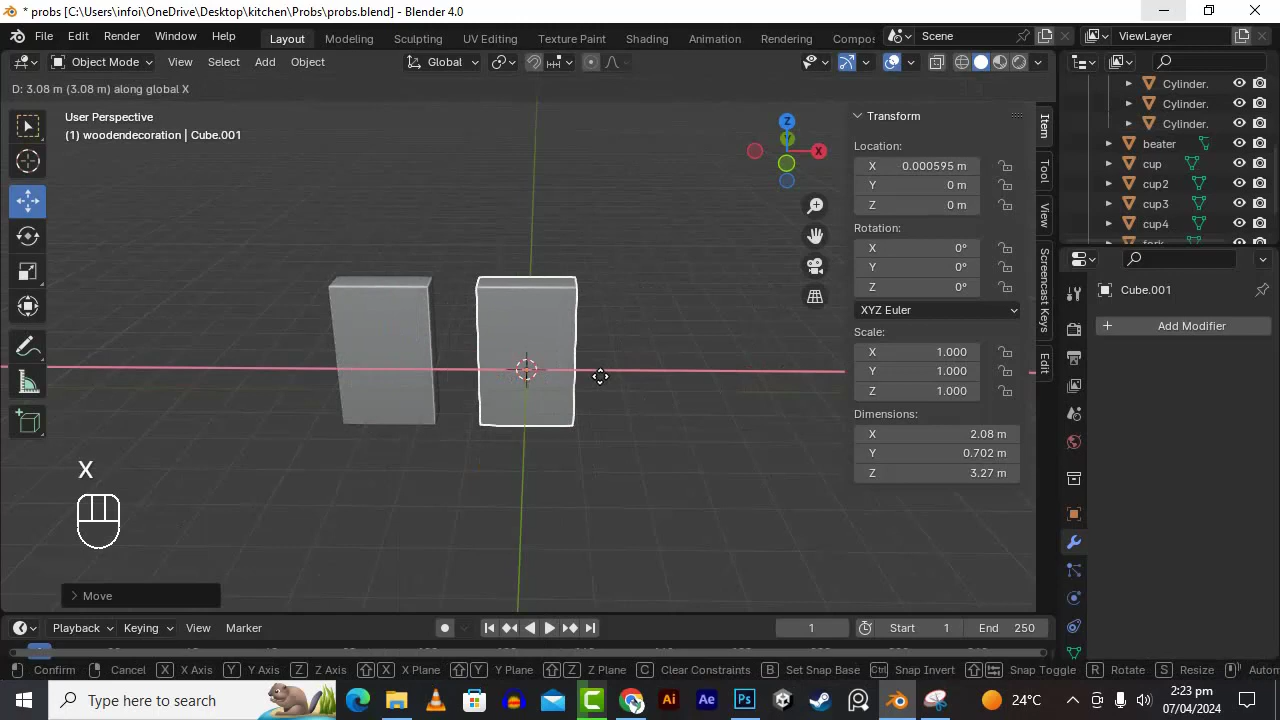 * probs [C:\Users\infoi\OneDrive\Desktop\kitchen\Probs\probs.blend] - Blender 4.0
File Edit Render Window Help
Layout Modeling Sculpting UV Editing Texture Paint Shading Animation Rendering Compos
Scene ViewLayer
Object Mode View Select Add Object Global
D: 3.08 m (3.08 m) along global X
User Perspective
(1) woodendecoration | Cube.001
Z
Y
X
Transform
Location:
X 0.000595 m
Y 0 m
Z 0 m
Rotation:
X 0°
Y 0°
Z 0°
XYZ Euler
Scale:
X 1.000
Y 1.000
Z 1.000
Dimensions:
X 2.08 m
Y 0.702 m
Z 3.27 m
Item
Tool
View
Screencast Keys
Edit
Cylinder.
Cylinder.
Cylinder.
beater
cup
cup2
cup3
cup4
Cube.001
Add Modifier
X
Move
Playback Keying View Marker 1 Start 1 End 250
Confirm Cancel X X Axis Y Y Axis Z Z Axis X X Plane Y Y Plane Z Z Plane C Clear Constraints B Set Snap Base Ctrl Snap Invert Snap Toggle R Rotate S Resize Autom
Type here to search 24°C 2:23 pm
07/04/2024